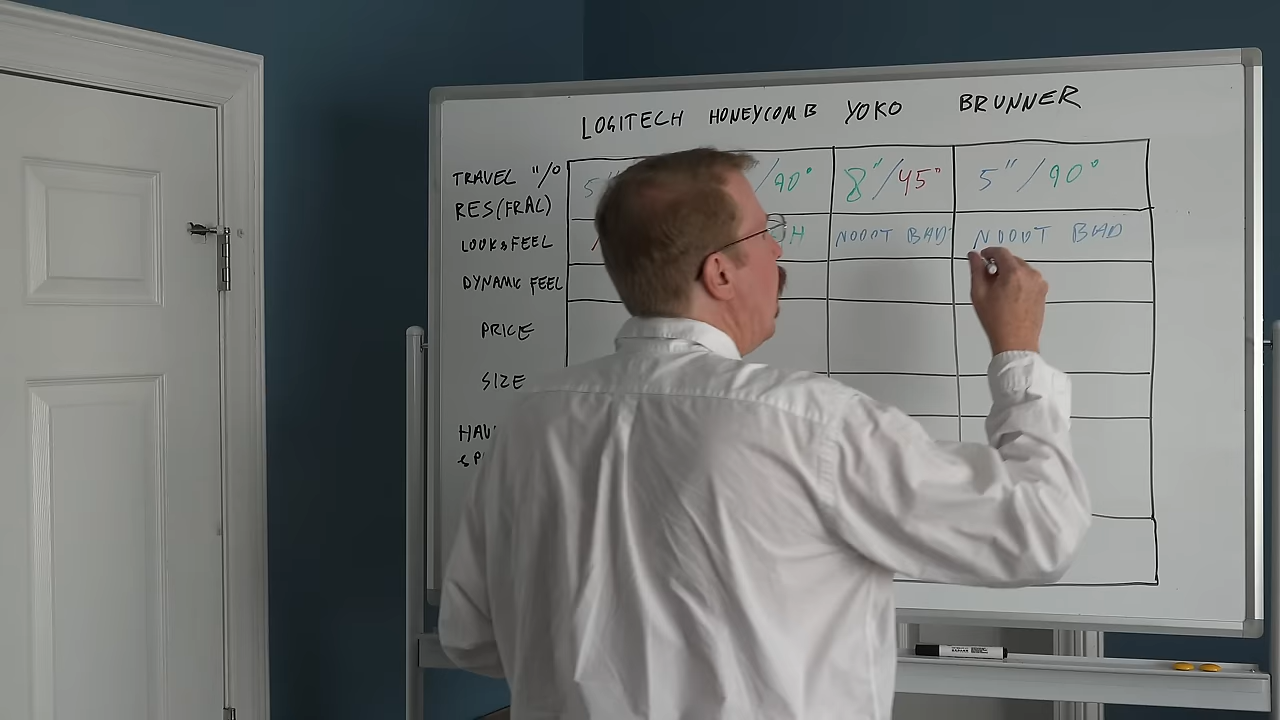 LOGITECH HONEYCOMB YOKO BRUNNER
TRAVEL "/° 5" /90° 8"/45° 5"/90°
RES(FRAC)
LOOK&FEEL NOOOT BAD NOOOT BAD
DYNAMIC FEEL
PRICE
SIZE